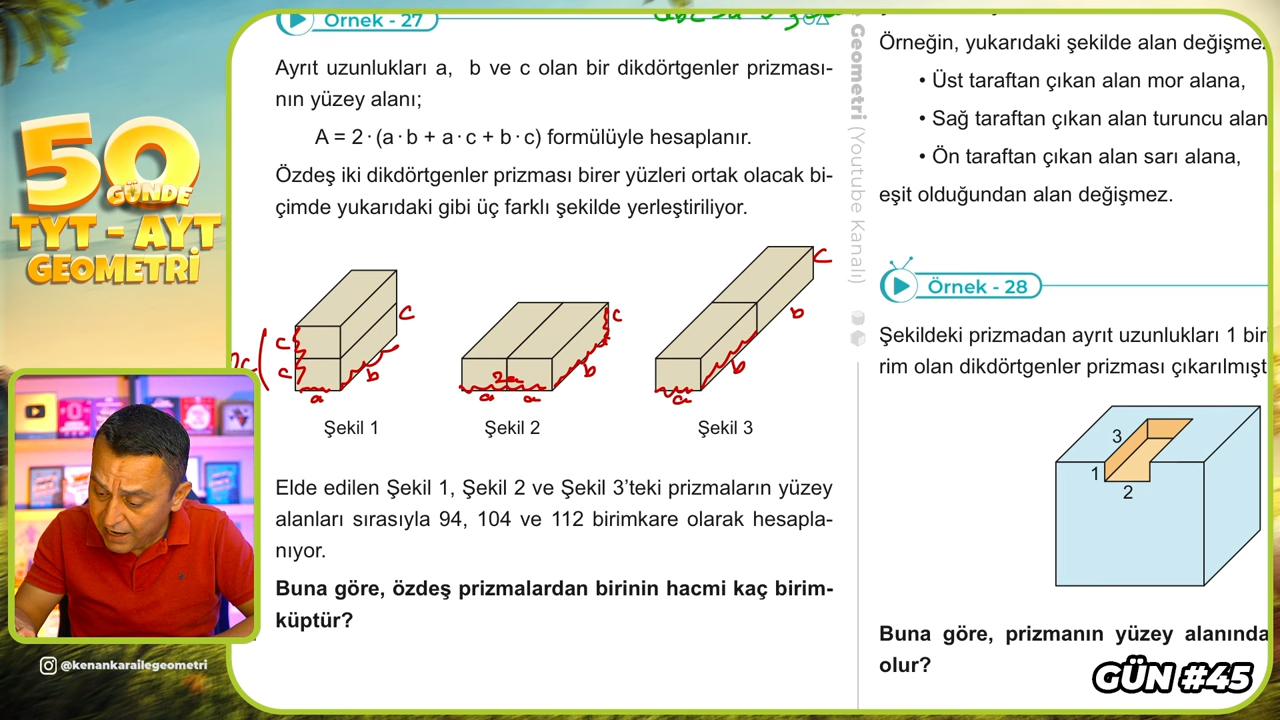 50
GÜNDE
TYT - AYT
GEOMETRİ
@kenankarailegeometri
Örnek - 27
Ayrıt uzunlukları a, b ve c olan bir dikdörtgenler prizması-
nın yüzey alanı;
A = 2·(a·b + a·c + b·c) formülüyle hesaplanır.
Özdeş iki dikdörtgenler prizması birer yüzleri ortak olacak bi-
çimde yukarıdaki gibi üç farklı şekilde yerleştiriliyor.
c
c
c
a
b
2a
a
a
b
c
a
b
b
c
Şekil 1
Şekil 2
Şekil 3
Elde edilen Şekil 1, Şekil 2 ve Şekil 3’teki prizmaların yüzey
alanları sırasıyla 94, 104 ve 112 birimkare olarak hesapla-
nıyor.
Buna göre, özdeş prizmalardan birinin hacmi kaç birim-
küptür?
Geometri (Youtube Kanalı)
Örneğin, yukarıdaki şekilde alan değişme
• Üst taraftan çıkan alan mor alana,
• Sağ taraftan çıkan alan turuncu alan
• Ön taraftan çıkan alan sarı alana,
eşit olduğundan alan değişmez.
Örnek - 28
Şekildeki prizmadan ayrıt uzunlukları 1 biri
rim olan dikdörtgenler prizması çıkarılmışt
3
1
2
Buna göre, prizmanın yüzey alanında
olur?
GÜN #45